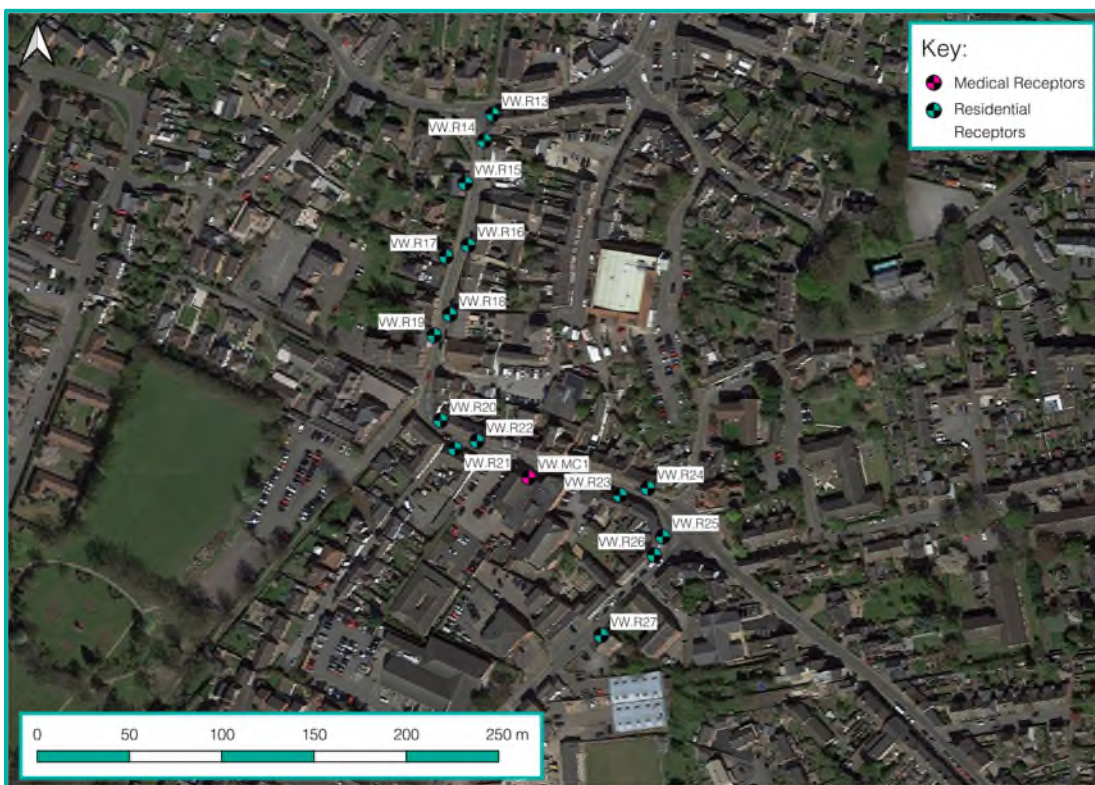 Key:
Medical Receptors
Residential
Receptors
VW.R13
VW.R14
VW.R15
VW.R16
VW.R17
VW.R18
VW.R19
VW.R20
VW.R22
VW.R21
VW.MC1
VW.R23
VW.R24
VW.R25
VW.R26
VW.R27
0 50 100 150 200 250 m